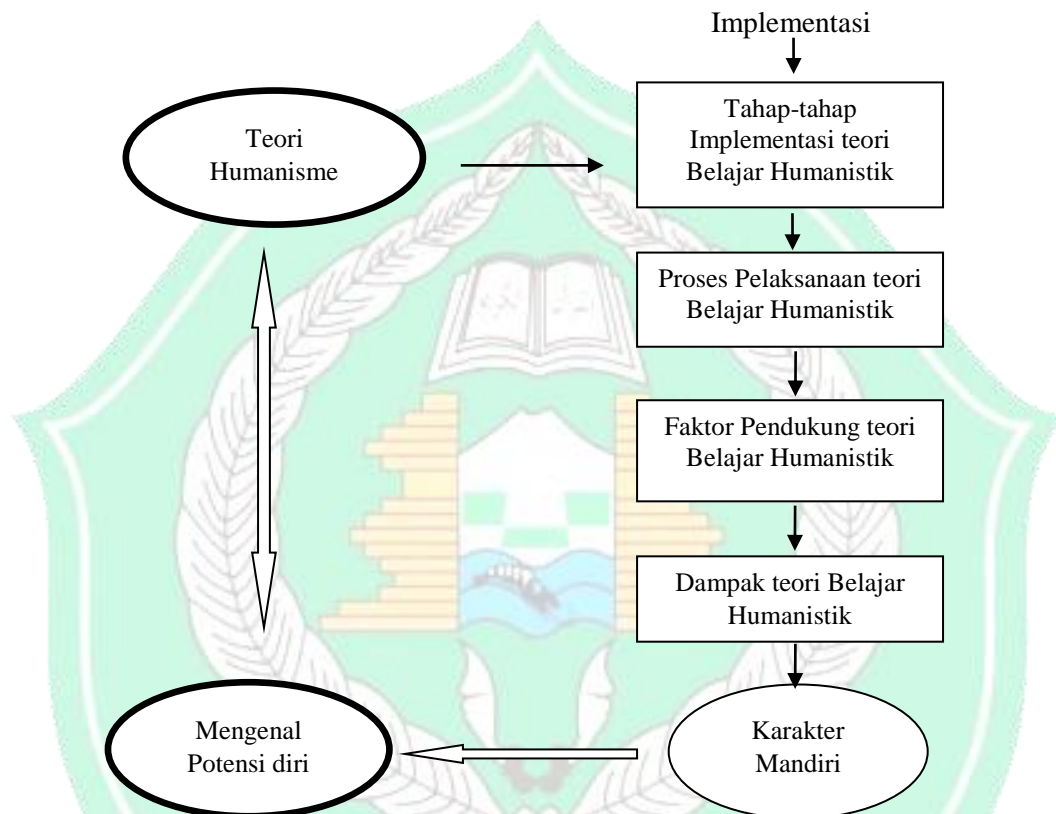 Implementasi
Teori
Humanisme
Tahap-tahap
Implementasi teori
Belajar Humanistik
Proses Pelaksanaan teori
Belajar Humanistik
Faktor Pendukung teori
Belajar Humanistik
Dampak teori Belajar
Humanistik
Mengenal
Potensi diri
Karakter
Mandiri